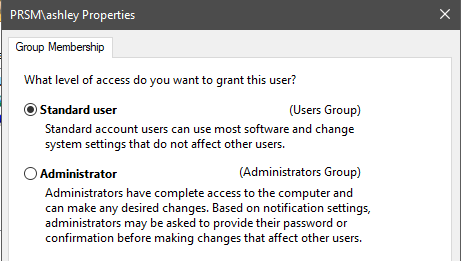 PRSM\ashley Properties
Group Membership
What level of access do you want to grant this user?
Standard user (Users Group)
Standard account users can use most software and change
system settings that do not affect other users.
Administrator (Administrators Group)
Administrators have complete access to the computer and
can make any desired changes. Based on notification settings,
administrators may be asked to provide their password or
confirmation before making changes that affect other users.